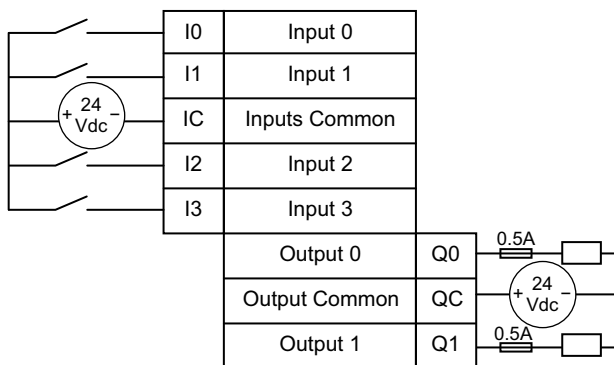 I0 Input 0
I1 Input 1
+ 24 Vdc −
IC Inputs Common
I2 Input 2
I3 Input 3
Output 0 Q0 0.5A
Output Common QC + 24 Vdc −
Output 1 Q1 0.5A